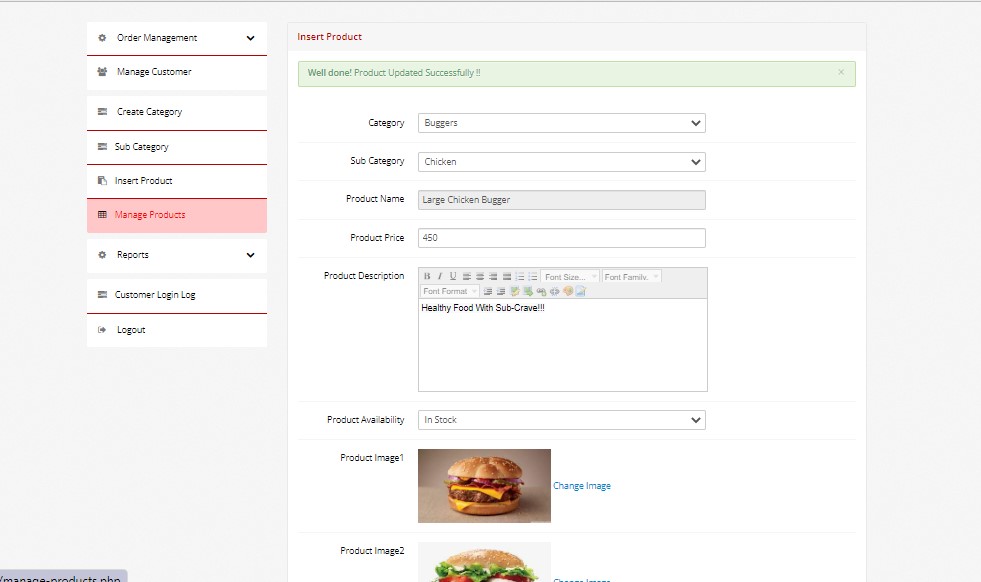 Order Management
Manage Customer
Create Category
Sub Category
Insert Product
Manage Products
Reports
Customer Login Log
Logout
Insert Product
Well done! Product Updated Successfully !!
×
Category Buggers
Sub Category Chicken
Product Name Large Chicken Bugger
Product Price 450
Product Description
B I U Font Size... Font Family.
Font Format
Healthy Food With Sub-Crave!!!
Product Availability In Stock
Product Image1 Change Image
Product Image2 Change Image
/manage-products.php